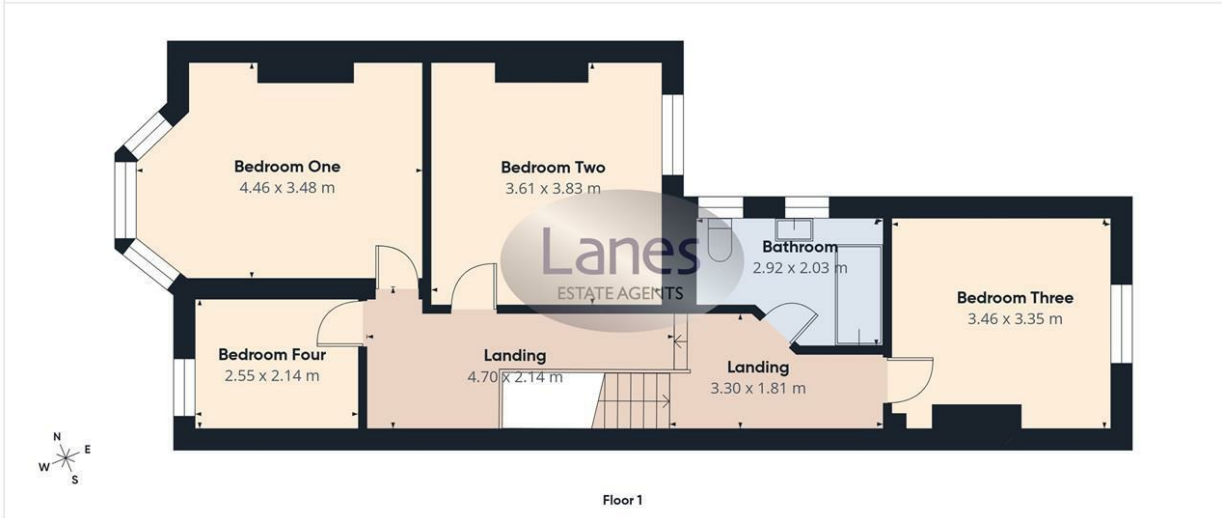 Bedroom One
4.46 x 3.48 m
Bedroom Two
3.61 x 3.83 m
Bathroom
2.92 x 2.03 m
Bedroom Three
3.46 x 3.35 m
Bedroom Four
2.55 x 2.14 m
Landing
4.70 x 2.14 m
Landing
3.30 x 1.81 m
Lanes
ESTATE AGENTS
N
E
W
S
Floor 1